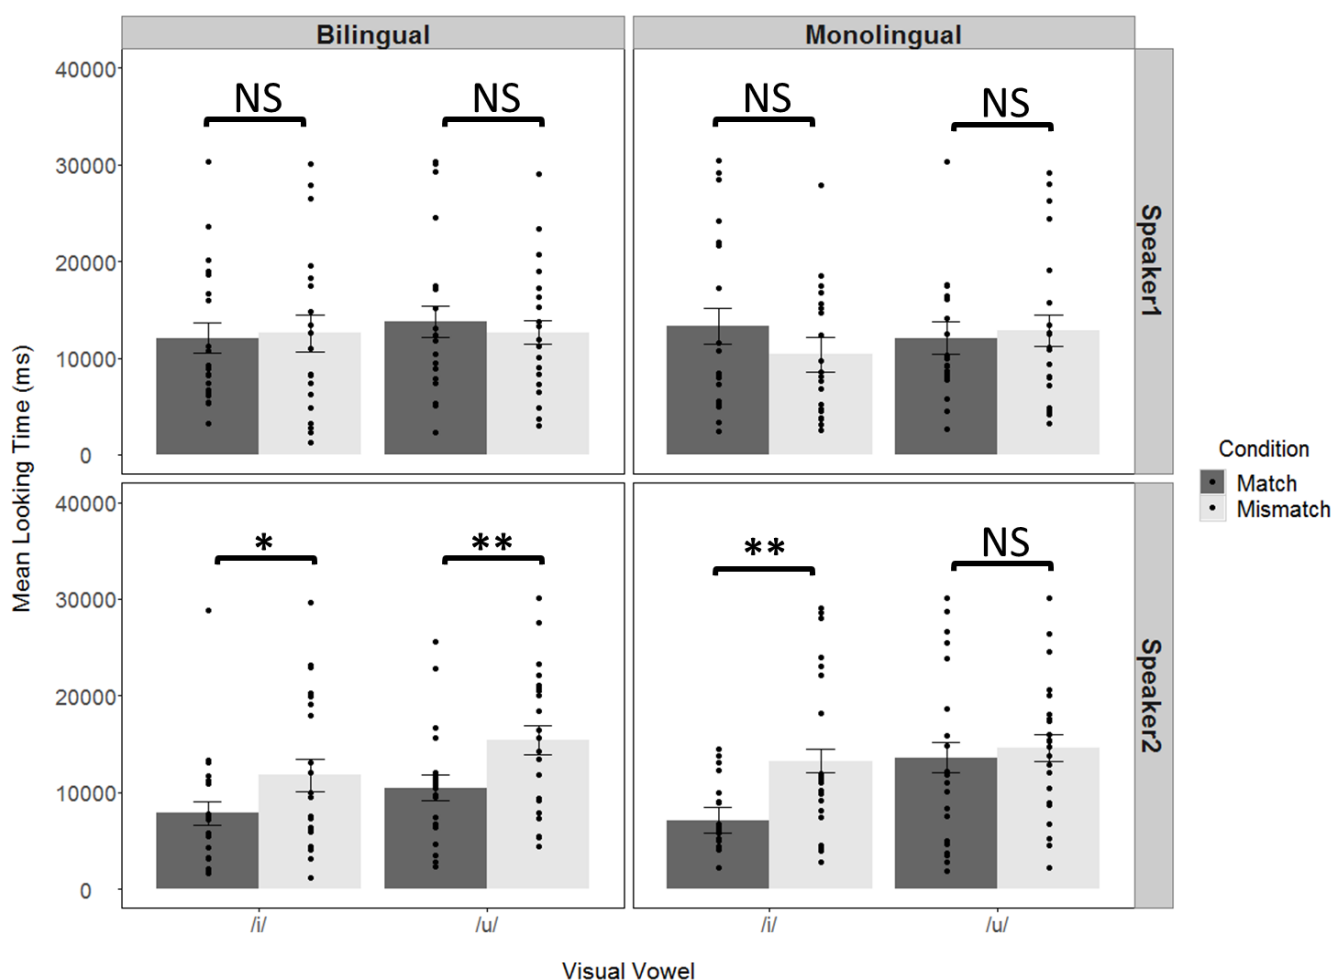 Bilingual
Monolingual
40000
NS
NS
NS
NS
30000
20000
10000
0
Speaker1
40000
*
**
**
NS
30000
20000
10000
0
Speaker2
/i/
/u/
/i/
/u/
Mean Looking Time (ms)
Visual Vowel
Condition
Match
Mismatch